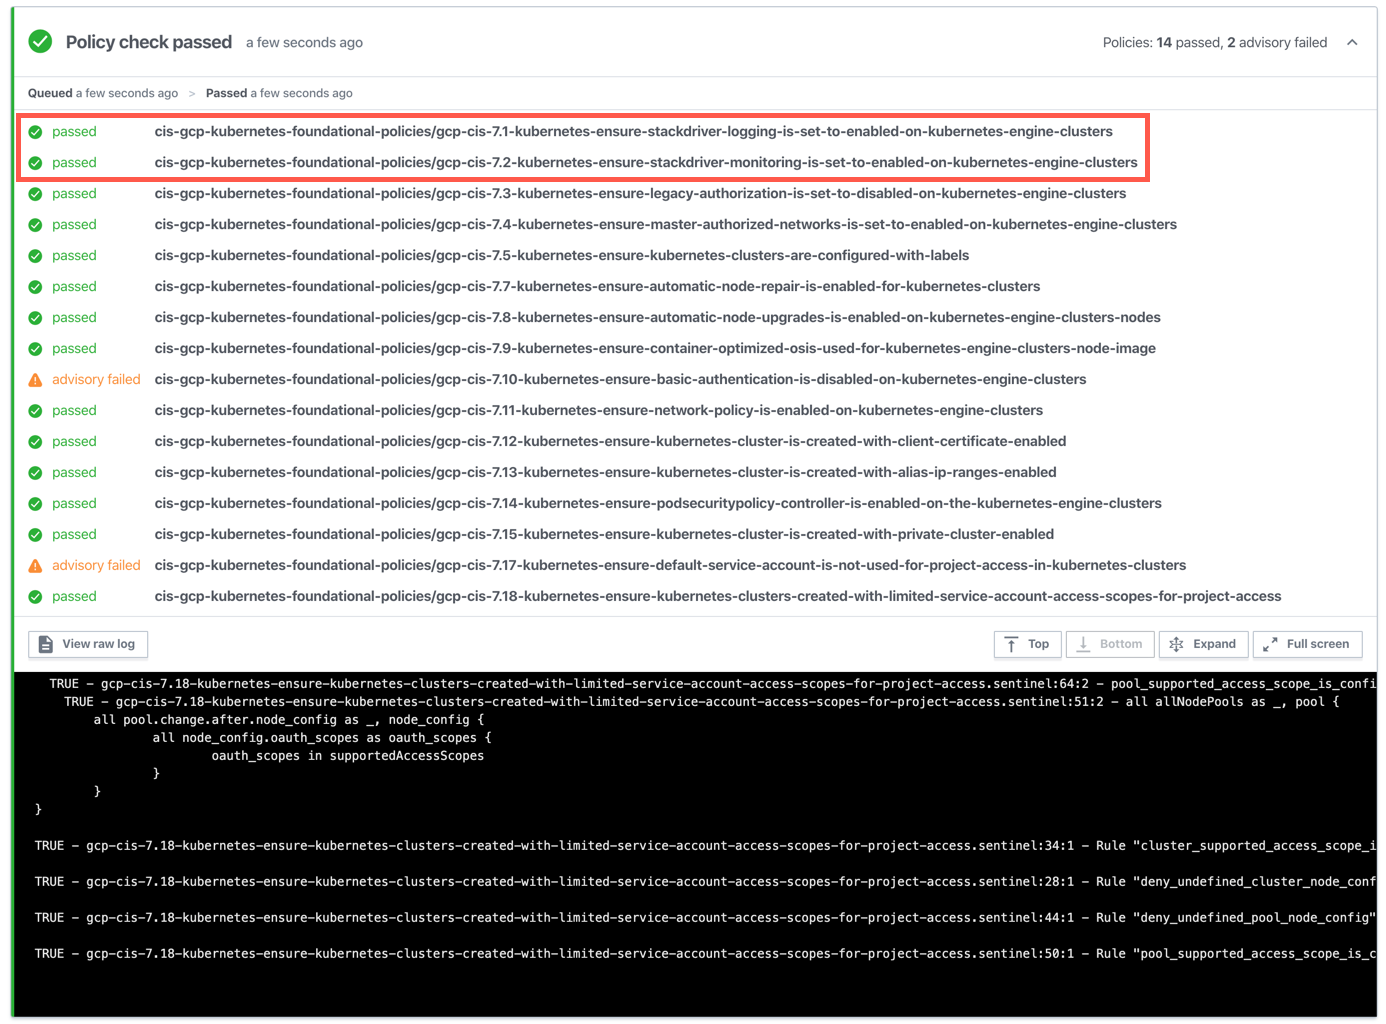 Policy check passed a few seconds ago Policies: 14 passed, 2 advisory failed
Queued a few seconds ago > Passed a few seconds ago
passed cis-gcp-kubernetes-foundational-policies/gcp-cis-7.1-kubernetes-ensure-stackdriver-logging-is-set-to-enabled-on-kubernetes-engine-clusters
passed cis-gcp-kubernetes-foundational-policies/gcp-cis-7.2-kubernetes-ensure-stackdriver-monitoring-is-set-to-enabled-on-kubernetes-engine-clusters
passed cis-gcp-kubernetes-foundational-policies/gcp-cis-7.3-kubernetes-ensure-legacy-authorization-is-set-to-disabled-on-kubernetes-engine-clusters
passed cis-gcp-kubernetes-foundational-policies/gcp-cis-7.4-kubernetes-ensure-master-authorized-networks-is-set-to-enabled-on-kubernetes-engine-clusters
passed cis-gcp-kubernetes-foundational-policies/gcp-cis-7.5-kubernetes-ensure-kubernetes-clusters-are-configured-with-labels
passed cis-gcp-kubernetes-foundational-policies/gcp-cis-7.7-kubernetes-ensure-automatic-node-repair-is-enabled-for-kubernetes-clusters
passed cis-gcp-kubernetes-foundational-policies/gcp-cis-7.8-kubernetes-ensure-automatic-node-upgrades-is-enabled-on-kubernetes-engine-clusters-nodes
passed cis-gcp-kubernetes-foundational-policies/gcp-cis-7.9-kubernetes-ensure-container-optimized-osis-used-for-kubernetes-engine-clusters-node-image
advisory failed cis-gcp-kubernetes-foundational-policies/gcp-cis-7.10-kubernetes-ensure-basic-authentication-is-disabled-on-kubernetes-engine-clusters
passed cis-gcp-kubernetes-foundational-policies/gcp-cis-7.11-kubernetes-ensure-network-policy-is-enabled-on-kubernetes-engine-clusters
passed cis-gcp-kubernetes-foundational-policies/gcp-cis-7.12-kubernetes-ensure-kubernetes-cluster-is-created-with-client-certificate-enabled
passed cis-gcp-kubernetes-foundational-policies/gcp-cis-7.13-kubernetes-ensure-kubernetes-cluster-is-created-with-alias-ip-ranges-enabled
passed cis-gcp-kubernetes-foundational-policies/gcp-cis-7.14-kubernetes-ensure-podsecuritypolicy-controller-is-enabled-on-the-kubernetes-engine-clusters
passed cis-gcp-kubernetes-foundational-policies/gcp-cis-7.15-kubernetes-ensure-kubernetes-cluster-is-created-with-private-cluster-enabled
advisory failed cis-gcp-kubernetes-foundational-policies/gcp-cis-7.17-kubernetes-ensure-default-service-account-is-not-used-for-project-access-in-kubernetes-clusters
passed cis-gcp-kubernetes-foundational-policies/gcp-cis-7.18-kubernetes-ensure-kubernetes-clusters-created-with-limited-service-account-access-scopes-for-project-access
View raw log Top Bottom Expand Full screen
TRUE - gcp-cis-7.18-kubernetes-ensure-kubernetes-clusters-created-with-limited-service-account-access-scopes-for-project-access.sentinel:64:2 - pool_supported_access_scope_is_confi
TRUE - gcp-cis-7.18-kubernetes-ensure-kubernetes-clusters-created-with-limited-service-account-access-scopes-for-project-access.sentinel:51:2 - all allNodePools as _, pool {
all pool.change.after.node_config as _, node_config {
all node_config.oauth_scopes as oauth_scopes {
oauth_scopes in supportedAccessScopes
}
}
}
TRUE - gcp-cis-7.18-kubernetes-ensure-kubernetes-clusters-created-with-limited-service-account-access-scopes-for-project-access.sentinel:34:1 - Rule "cluster_supported_access_scope_i
TRUE - gcp-cis-7.18-kubernetes-ensure-kubernetes-clusters-created-with-limited-service-account-access-scopes-for-project-access.sentinel:28:1 - Rule "deny_undefined_cluster_node_conf
TRUE - gcp-cis-7.18-kubernetes-ensure-kubernetes-clusters-created-with-limited-service-account-access-scopes-for-project-access.sentinel:44:1 - Rule "deny_undefined_pool_node_config"
TRUE - gcp-cis-7.18-kubernetes-ensure-kubernetes-clusters-created-with-limited-service-account-access-scopes-for-project-access.sentinel:50:1 - Rule "pool_supported_access_scope_is_c